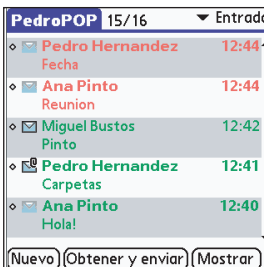 PedroPOP 15/16 Entrada
Pedro Hernandez 12:44
Fecha
Ana Pinto 12:44
Reunion
Miguel Bustos 12:42
Pinto
Pedro Hernandez 12:41
Carpetas
Ana Pinto 12:40
Hola!
Nuevo Obtener y enviar Mostrar